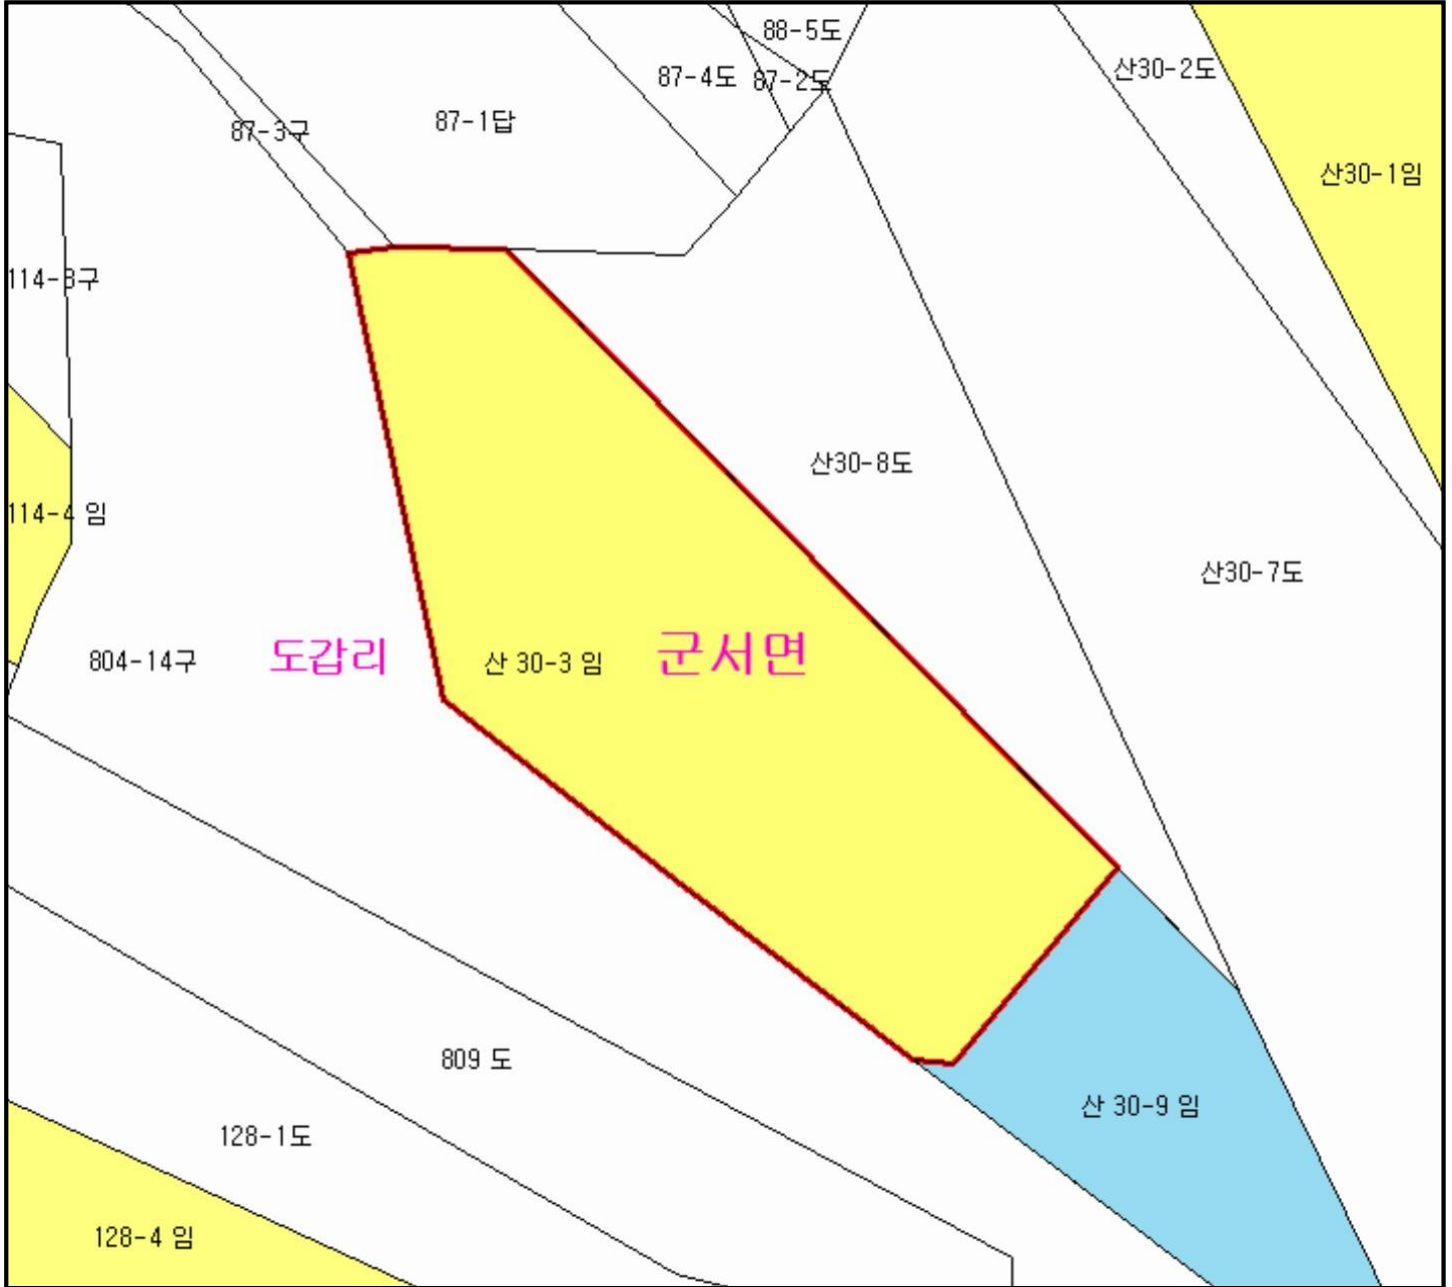 88-5도
산30-2도
87-4도
87-2도
87-3구
87-1답
산30-1임
114-8구
산30-8도
114-4 임
산30-7도
804-14구
도갑리
산 30-3 임
군서면
809 도
산 30-9 임
128-1도
128-4 임